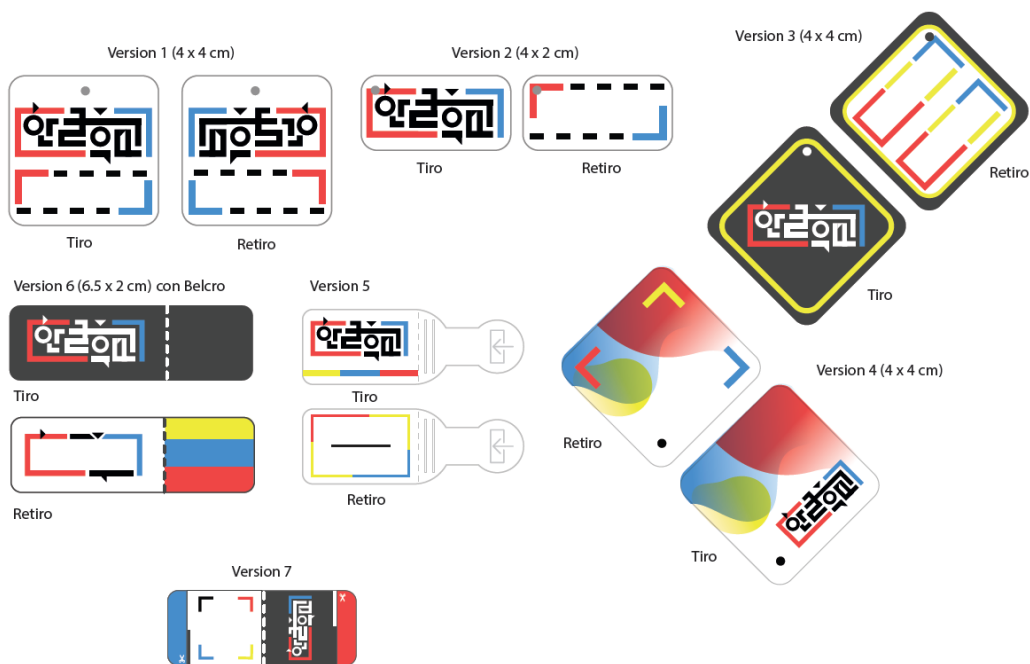 Version 1 (4 x 4 cm)
Tiro
Retiro
Version 2 (4 x 2 cm)
Tiro
Retiro
Version 3 (4 x 4 cm)
Retiro
Tiro
Version 6 (6.5 x 2 cm) con Belcro
Tiro
Retiro
Version 5
Tiro
Retiro
Version 4 (4 x 4 cm)
Retiro
Tiro
Version 7